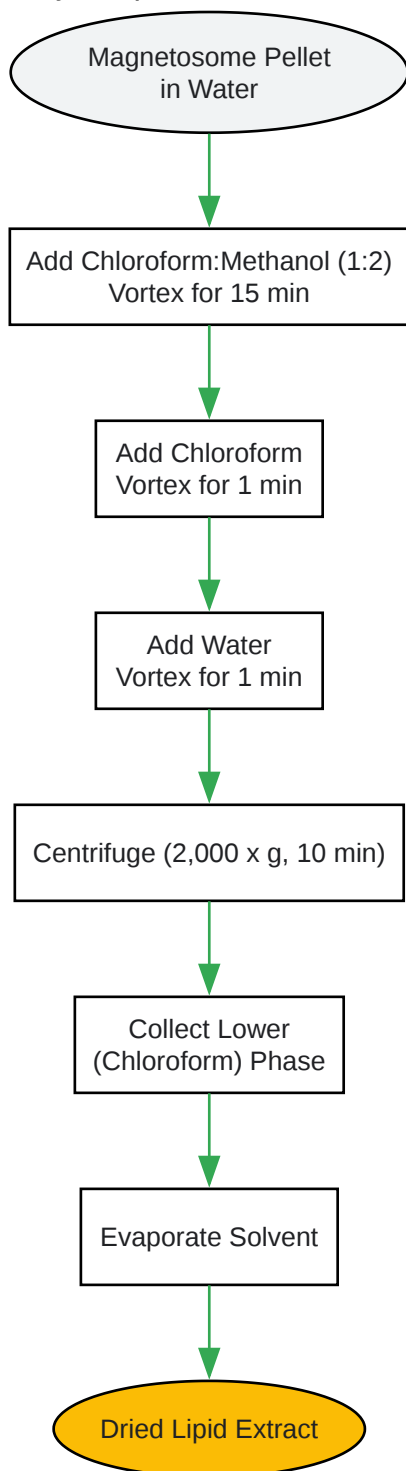 Magnetosome Pellet
in Water
Add Chloroform:Methanol (1:2)
Vortex for 15 min
Add Chloroform
Vortex for 1 min
Add Water
Vortex for 1 min
Centrifuge (2,000 x g, 10 min)
Collect Lower
(Chloroform) Phase
Evaporate Solvent
Dried Lipid Extract